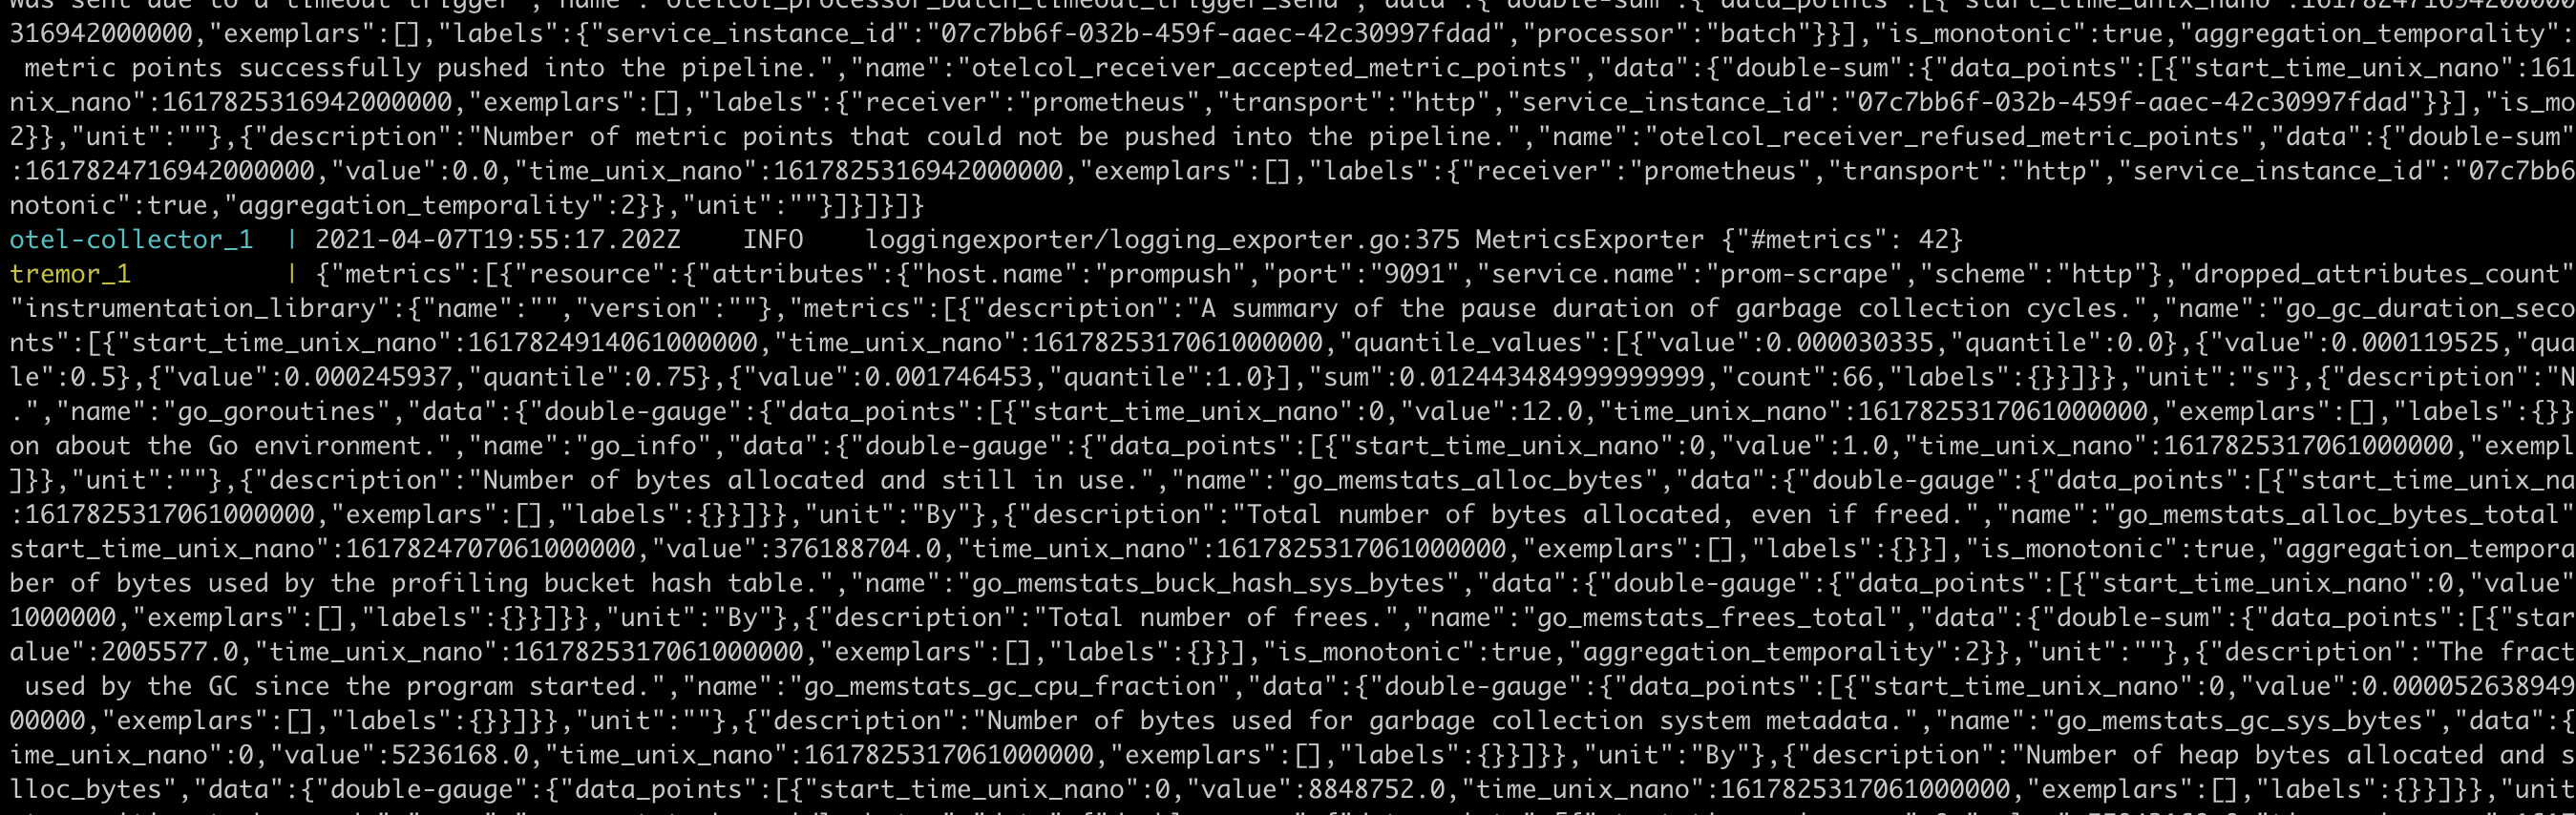 was sent due to a timeout trigger","name":"otelcol_processor_batch_timeout_trigger_send","data":{"double-sum":{"data_points":[{"start_time_unix_nano":1617824716942000000
316942000000,"exemplars":[],"labels":{"service_instance_id":"07c7bb6f-032b-459f-aaec-42c30997fdad","processor":"batch"}}],"is_monotonic":true,"aggregation_temporality":
metric points successfully pushed into the pipeline.","name":"otelcol_receiver_accepted_metric_points","data":{"double-sum":{"data_points":[{"start_time_unix_nano":161
nix_nano":1617825316942000000,"exemplars":[],"labels":{"receiver":"prometheus","transport":"http","service_instance_id":"07c7bb6f-032b-459f-aaec-42c30997fdad"}}],"is_mo
2}},"unit":""},{"description":"Number of metric points that could not be pushed into the pipeline.","name":"otelcol_receiver_refused_metric_points","data":{"double-sum"
:1617824716942000000,"value":0.0,"time_unix_nano":1617825316942000000,"exemplars":[],"labels":{"receiver":"prometheus","transport":"http","service_instance_id":"07c7bb6
notonic":true,"aggregation_temporality":2}},"unit":""}]}]}]}
otel-collector_1 | 2021-04-07T19:55:17.202Z INFO loggingexporter/logging_exporter.go:375 MetricsExporter {"#metrics": 42}
tremor_1 | {"metrics":[{"resource":{"attributes":{"host.name":"prompush","port":"9091","service.name":"prom-scrape","scheme":"http"},"dropped_attributes_count"
"instrumentation_library":{"name":"","version":""},"metrics":[{"description":"A summary of the pause duration of garbage collection cycles.","name":"go_gc_duration_seco
nts":[{"start_time_unix_nano":1617824914061000000,"time_unix_nano":1617825317061000000,"quantile_values":[{"value":0.000030335,"quantile":0.0},{"value":0.000119525,"qua
le":0.5},{"value":0.000245937,"quantile":0.75},{"value":0.001746453,"quantile":1.0}],"sum":0.012443484999999999,"count":66,"labels":{}}]}},"unit":"s"},{"description":"N
.","name":"go_goroutines","data":{"double-gauge":{"data_points":[{"start_time_unix_nano":0,"value":12.0,"time_unix_nano":1617825317061000000,"exemplars":[],"labels":{}}
on about the Go environment.","name":"go_info","data":{"double-gauge":{"data_points":[{"start_time_unix_nano":0,"value":1.0,"time_unix_nano":1617825317061000000,"exempl
]}},"unit":""},{"description":"Number of bytes allocated and still in use.","name":"go_memstats_alloc_bytes","data":{"double-gauge":{"data_points":[{"start_time_unix_na
:1617825317061000000,"exemplars":[],"labels":{}}]}},"unit":"By"},{"description":"Total number of bytes allocated, even if freed.","name":"go_memstats_alloc_bytes_total"
start_time_unix_nano":1617824707061000000,"value":376188704.0,"time_unix_nano":1617825317061000000,"exemplars":[],"labels":{}}],"is_monotonic":true,"aggregation_tempora
ber of bytes used by the profiling bucket hash table.","name":"go_memstats_buck_hash_sys_bytes","data":{"double-gauge":{"data_points":[{"start_time_unix_nano":0,"value"
1000000,"exemplars":[],"labels":{}}]}},"unit":"By"},{"description":"Total number of frees.","name":"go_memstats_frees_total","data":{"double-sum":{"data_points":[{"star
alue":2005577.0,"time_unix_nano":1617825317061000000,"exemplars":[],"labels":{}}],"is_monotonic":true,"aggregation_temporality":2}},"unit":""},{"description":"The fract
used by the GC since the program started.","name":"go_memstats_gc_cpu_fraction","data":{"double-gauge":{"data_points":[{"start_time_unix_nano":0,"value":0.000052638949
00000,"exemplars":[],"labels":{}}]}},"unit":""},{"description":"Number of bytes used for garbage collection system metadata.","name":"go_memstats_gc_sys_bytes","data":{
ime_unix_nano":0,"value":5236168.0,"time_unix_nano":1617825317061000000,"exemplars":[],"labels":{}}]}},"unit":"By"},{"description":"Number of heap bytes allocated and s
lloc_bytes","data":{"double-gauge":{"data_points":[{"start_time_unix_nano":0,"value":8848752.0,"time_unix_nano":1617825317061000000,"exemplars":[],"labels":{}}]}},"unit